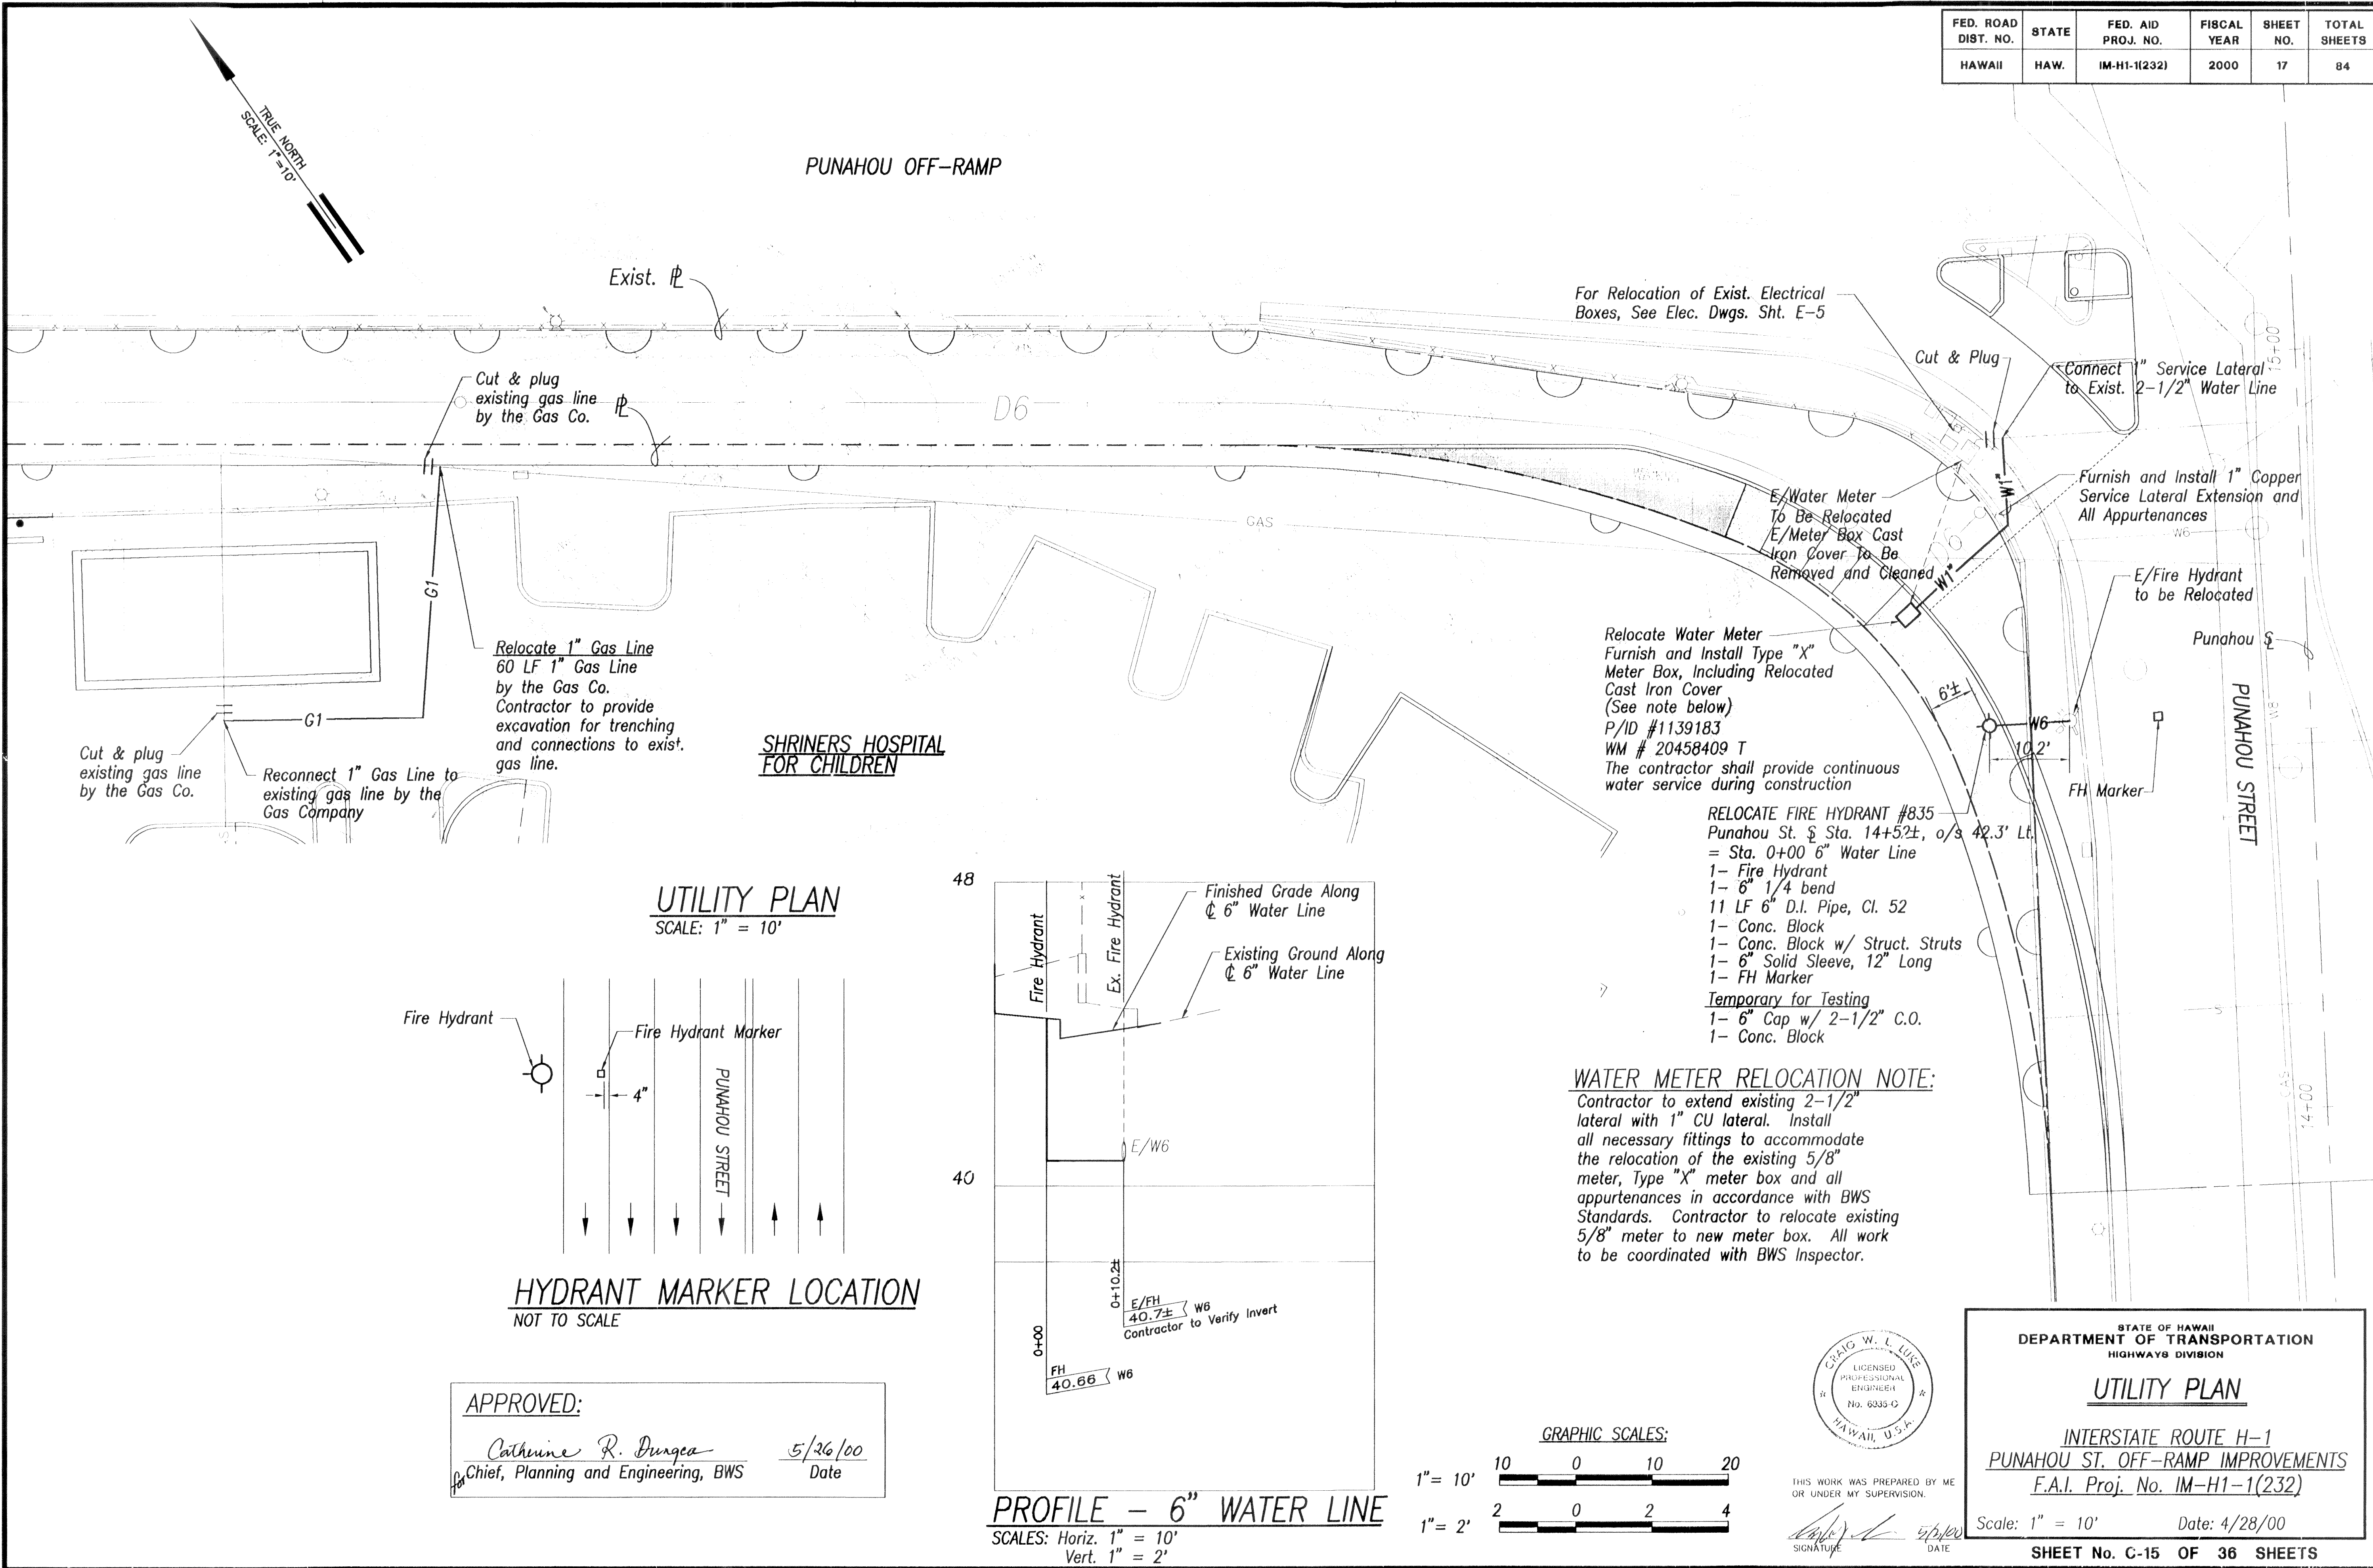 FED. ROAD DIST. NO. STATE FED. AID PROJ. NO. FISCAL YEAR SHEET NO. TOTAL SHEETS
HAWAII HAW. IM-H1-1(232) 2000 17 84
TRUE NORTH
SCALE: 1"=10'
PUNAHOU OFF-RAMP
Exist. ℄
For Relocation of Exist. Electrical
Boxes, See Elec. Dwgs. Sht. E-5
Cut & Plug
Connect 1" Service Lateral
to Exist. 2-1/2" Water Line
15+00
Cut & plug
existing gas line
by the Gas Co.
D6
GAS
E/Water Meter
To Be Relocated
E/Meter Box Cast
Iron Cover To Be
Removed and Cleaned
W1"
W1"
D6
Furnish and Install 1" Copper
Service Lateral Extension and
All Appurtenances
W6
E/Fire Hydrant
to be Relocated
Punahou
PUNAHOU STREET
W8
G1
G1
Relocate 1" Gas Line
60 LF 1" Gas Line
by the Gas Co.
Contractor to provide
excavation for trenching
and connections to exist.
gas line.
Cut & plug
existing gas line
by the Gas Co.
Reconnect 1" Gas Line to
existing gas line by the
Gas Company
SHRINERS HOSPITAL
FOR CHILDREN
Relocate Water Meter
Furnish and Install Type "X"
Meter Box, Including Relocated
Cast Iron Cover
(See note below)
P/ID #1139183
WM # 20458409 T
The contractor shall provide continuous
water service during construction
6'±
W6
10.2'
FH Marker
RELOCATE FIRE HYDRANT #835
Punahou St. Sta. 14+52±, o/s 42.3' Lt.
= Sta. 0+00 6" Water Line
1- Fire Hydrant
1- 6" 1/4 bend
11 LF 6" D.I. Pipe, Cl. 52
1- Conc. Block
1- Conc. Block w/ Struct. Struts
1- 6" Solid Sleeve, 12" Long
1- FH Marker
Temporary for Testing
1- 6" Cap w/ 2-1/2" C.O.
1- Conc. Block
GAS
14+00
UTILITY PLAN
SCALE: 1" = 10'
Fire Hydrant
Fire Hydrant Marker
4"
PUNAHOU STREET
HYDRANT MARKER LOCATION
NOT TO SCALE
48
40
Fire Hydrant
Ex. Fire Hydrant
Finished Grade Along
℄ 6" Water Line
Existing Ground Along
℄ 6" Water Line
E/W6
0+10.2±
E/FH
40.7± W6
Contractor to Verify Invert
0+00
FH
40.66 W6
PROFILE - 6" WATER LINE
SCALES: Horiz. 1" = 10'
Vert. 1" = 2'
WATER METER RELOCATION NOTE:
Contractor to extend existing 2-1/2"
lateral with 1" CU lateral. Install
all necessary fittings to accommodate
the relocation of the existing 5/8"
meter, Type "X" meter box and all
appurtenances in accordance with BWS
Standards. Contractor to relocate existing
5/8" meter to new meter box. All work
to be coordinated with BWS Inspector.
APPROVED:
Catherine R. 5/26/00
for Chief, Planning and Engineering, BWS Date
GRAPHIC SCALES:
1"= 10' 10 0 10 20
1"= 2' 2 0 2 4
CRAIG W. L. LUKE
LICENSED
PROFESSIONAL
ENGINEER
HAWAII, U.S.A.
THIS WORK WAS PREPARED BY ME
OR UNDER MY SUPERVISION.
SIGNATURE DATE
STATE OF HAWAII
DEPARTMENT OF TRANSPORTATION
HIGHWAYS DIVISION
UTILITY PLAN
INTERSTATE ROUTE H-1
PUNAHOU ST. OFF-RAMP IMPROVEMENTS
F.A.I. Proj. No. IM-H1-1(232)
Scale: 1" = 10' Date: 4/28/00
SHEET No. C-15 OF 36 SHEETS